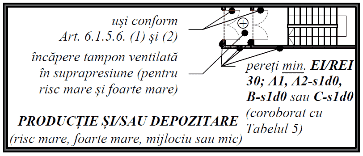 uși conform
Art. 6.1.5.6. (1) și (2)
încăpere tampon ventilată
în suprapresiune (pentru
risc mare și foarte mare)
pereți min. EI/REI
30; A1, A2-s1d0,
B-s1d0 sau C-s1d0
(coroborat cu
Tabelul 5)
PRODUCȚIE ȘI/SAU DEPOZITARE
(risc mare, foarte mare, mijlociu sau mic)